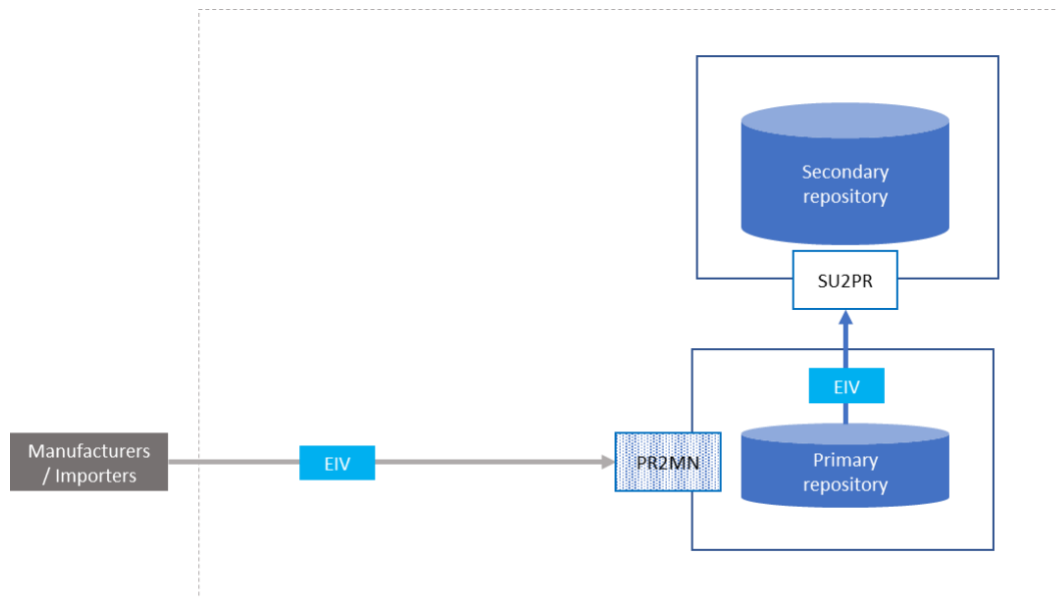 Secondary
repository
SU2PR
EIV
Manufacturers
/ Importers
EIV
PR2MN
Primary
repository